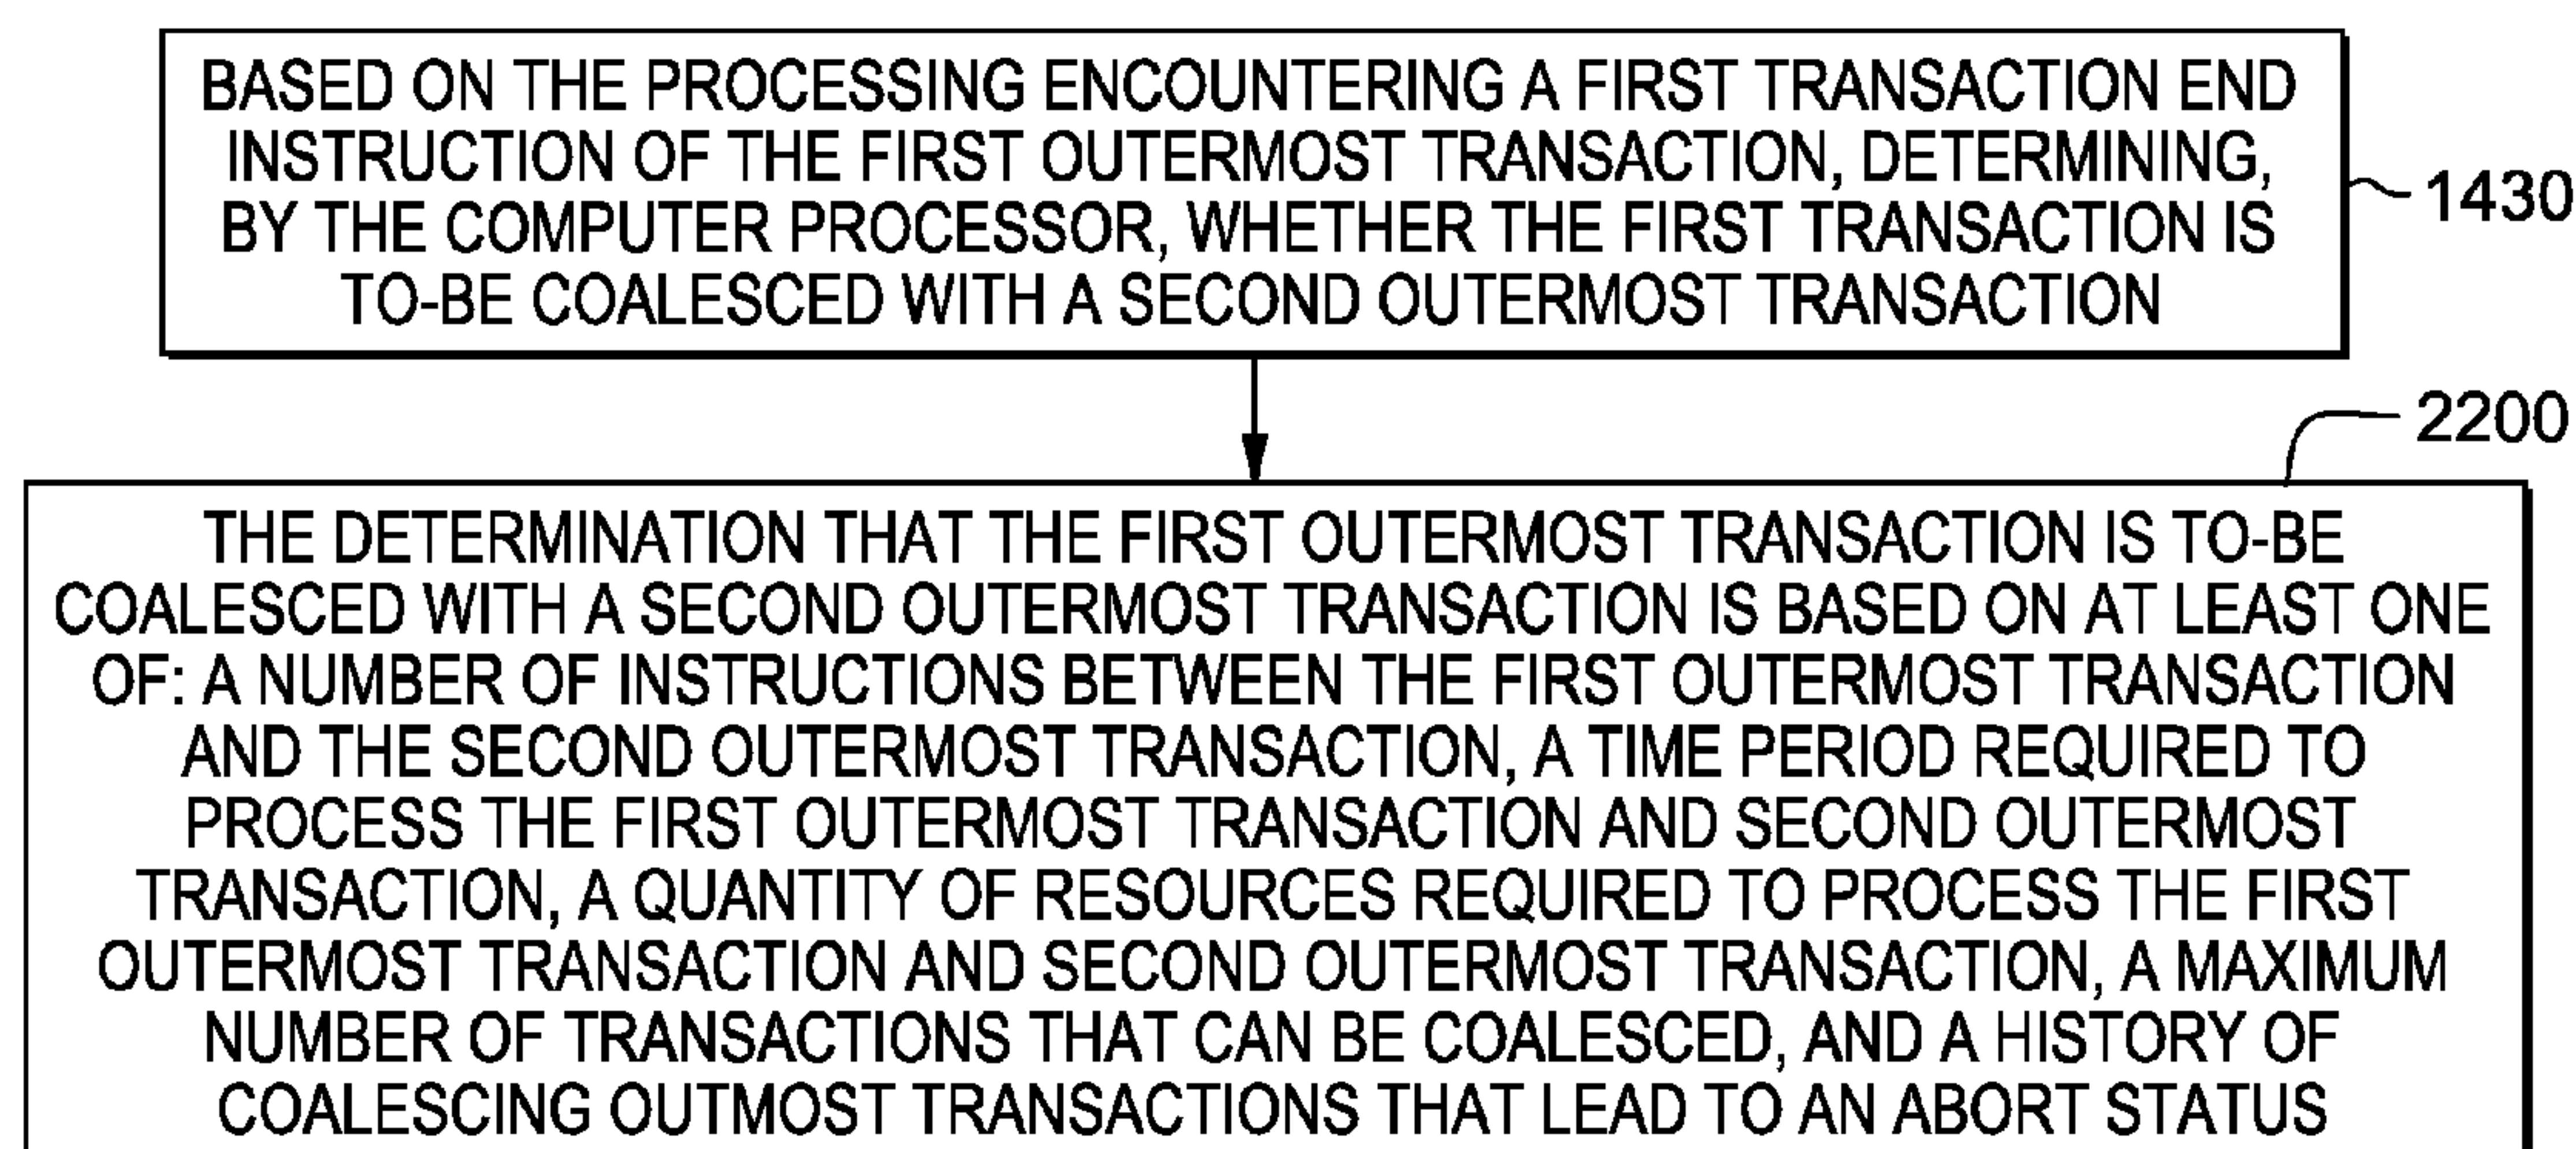 BASED ON THE PROCESSING ENCOUNTERING A FIRST TRANSACTION END
INSTRUCTION OF THE FIRST OUTERMOST TRANSACTION, DETERMINING,
BY THE COMPUTER PROCESSOR, WHETHER THE FIRST TRANSACTION IS
TO-BE COALESCED WITH A SECOND OUTERMOST TRANSACTION
1430
2200
THE DETERMINATION THAT THE FIRST OUTERMOST TRANSACTION IS TO-BE
COALESCED WITH A SECOND OUTERMOST TRANSACTION IS BASED ON AT LEAST ONE
OF: A NUMBER OF INSTRUCTIONS BETWEEN THE FIRST OUTERMOST TRANSACTION
AND THE SECOND OUTERMOST TRANSACTION, A TIME PERIOD REQUIRED TO
PROCESS THE FIRST OUTERMOST TRANSACTION AND SECOND OUTERMOST
TRANSACTION, A QUANTITY OF RESOURCES REQUIRED TO PROCESS THE FIRST
OUTERMOST TRANSACTION AND SECOND OUTERMOST TRANSACTION, A MAXIMUM
NUMBER OF TRANSACTIONS THAT CAN BE COALESCED, AND A HISTORY OF
COALESCING OUTMOST TRANSACTIONS THAT LEAD TO AN ABORT STATUS